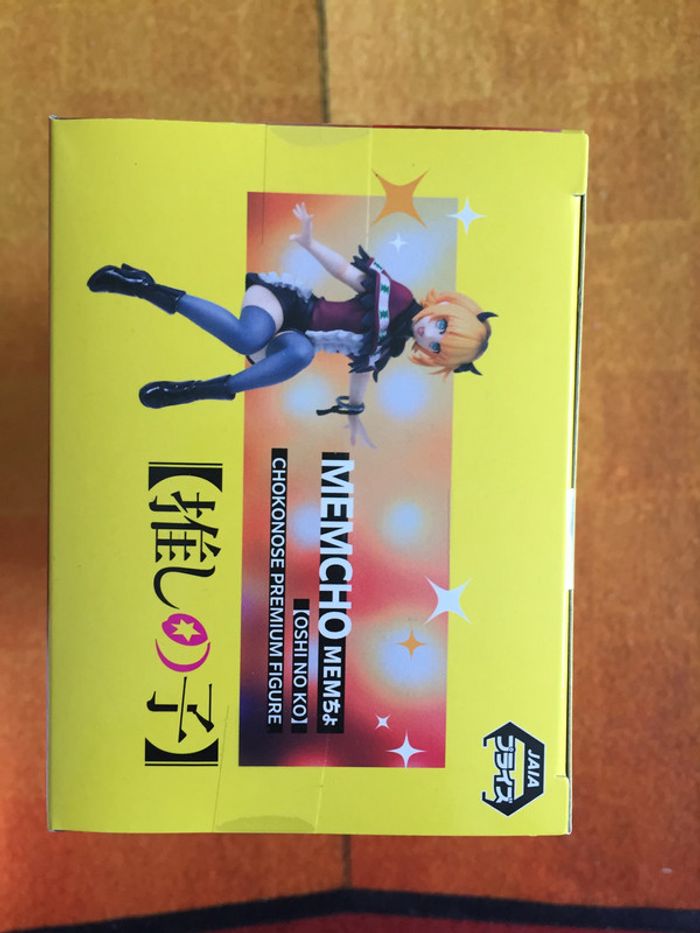 MEMCHO MEMちょ
【OSHI NO KO】
CHOKONOSE PREMIUM FIGURE
【推しの子】
JAIA
プライズ